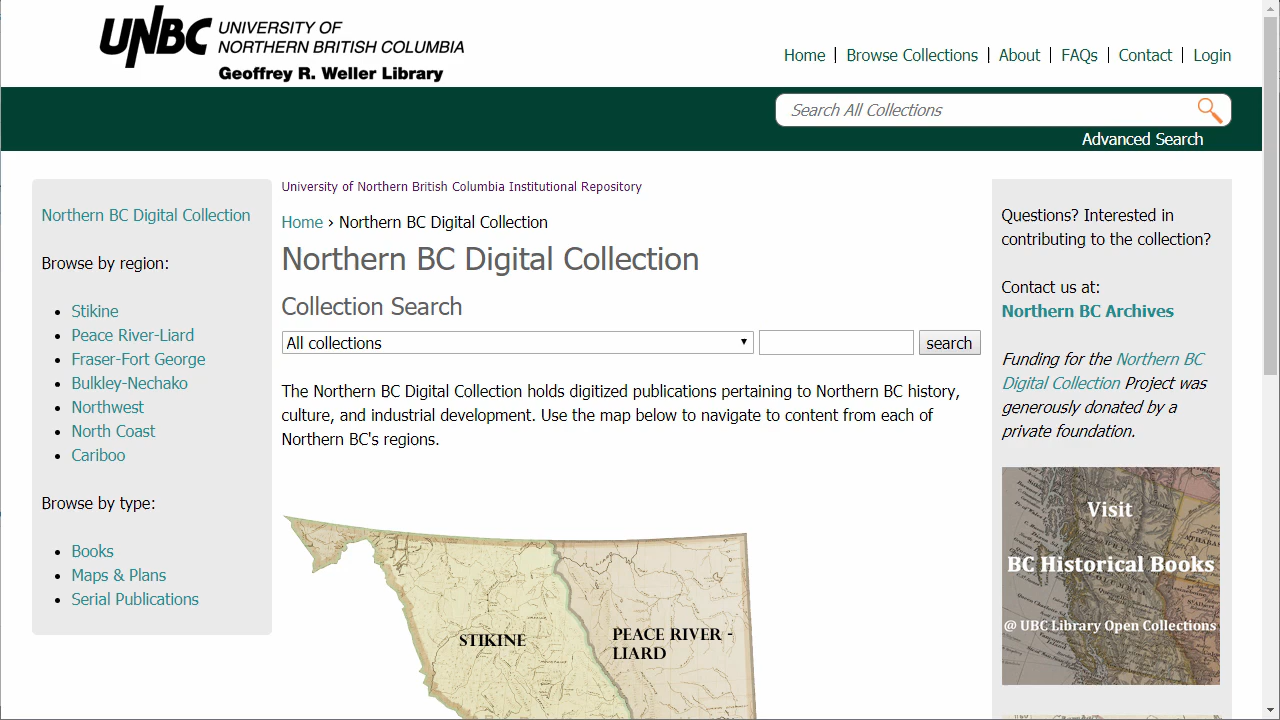 UNBC UNIVERSITY OF
NORTHERN BRITISH COLUMBIA
Geoffrey R. Weller Library
Home | Browse Collections | About | FAQs | Contact | Login
Search All Collections
Advanced Search
Northern BC Digital Collection
Browse by region:
• Stikine
• Peace River-Liard
• Fraser-Fort George
• Bulkley-Nechako
• Northwest
• North Coast
• Cariboo
Browse by type:
• Books
• Maps & Plans
• Serial Publications
University of Northern British Columbia Institutional Repository
Home › Northern BC Digital Collection
Northern BC Digital Collection
Collection Search
All collections
search
The Northern BC Digital Collection holds digitized publications pertaining to Northern BC history,
culture, and industrial development. Use the map below to navigate to content from each of
Northern BC's regions.
STIKINE
PEACE RIVER -
LIARD
Questions? Interested in
contributing to the collection?
Contact us at:
Northern BC Archives
Funding for the Northern BC
Digital Collection Project was
generously donated by a
private foundation.
Visit
BC Historical Books
@ UBC Library Open Collections